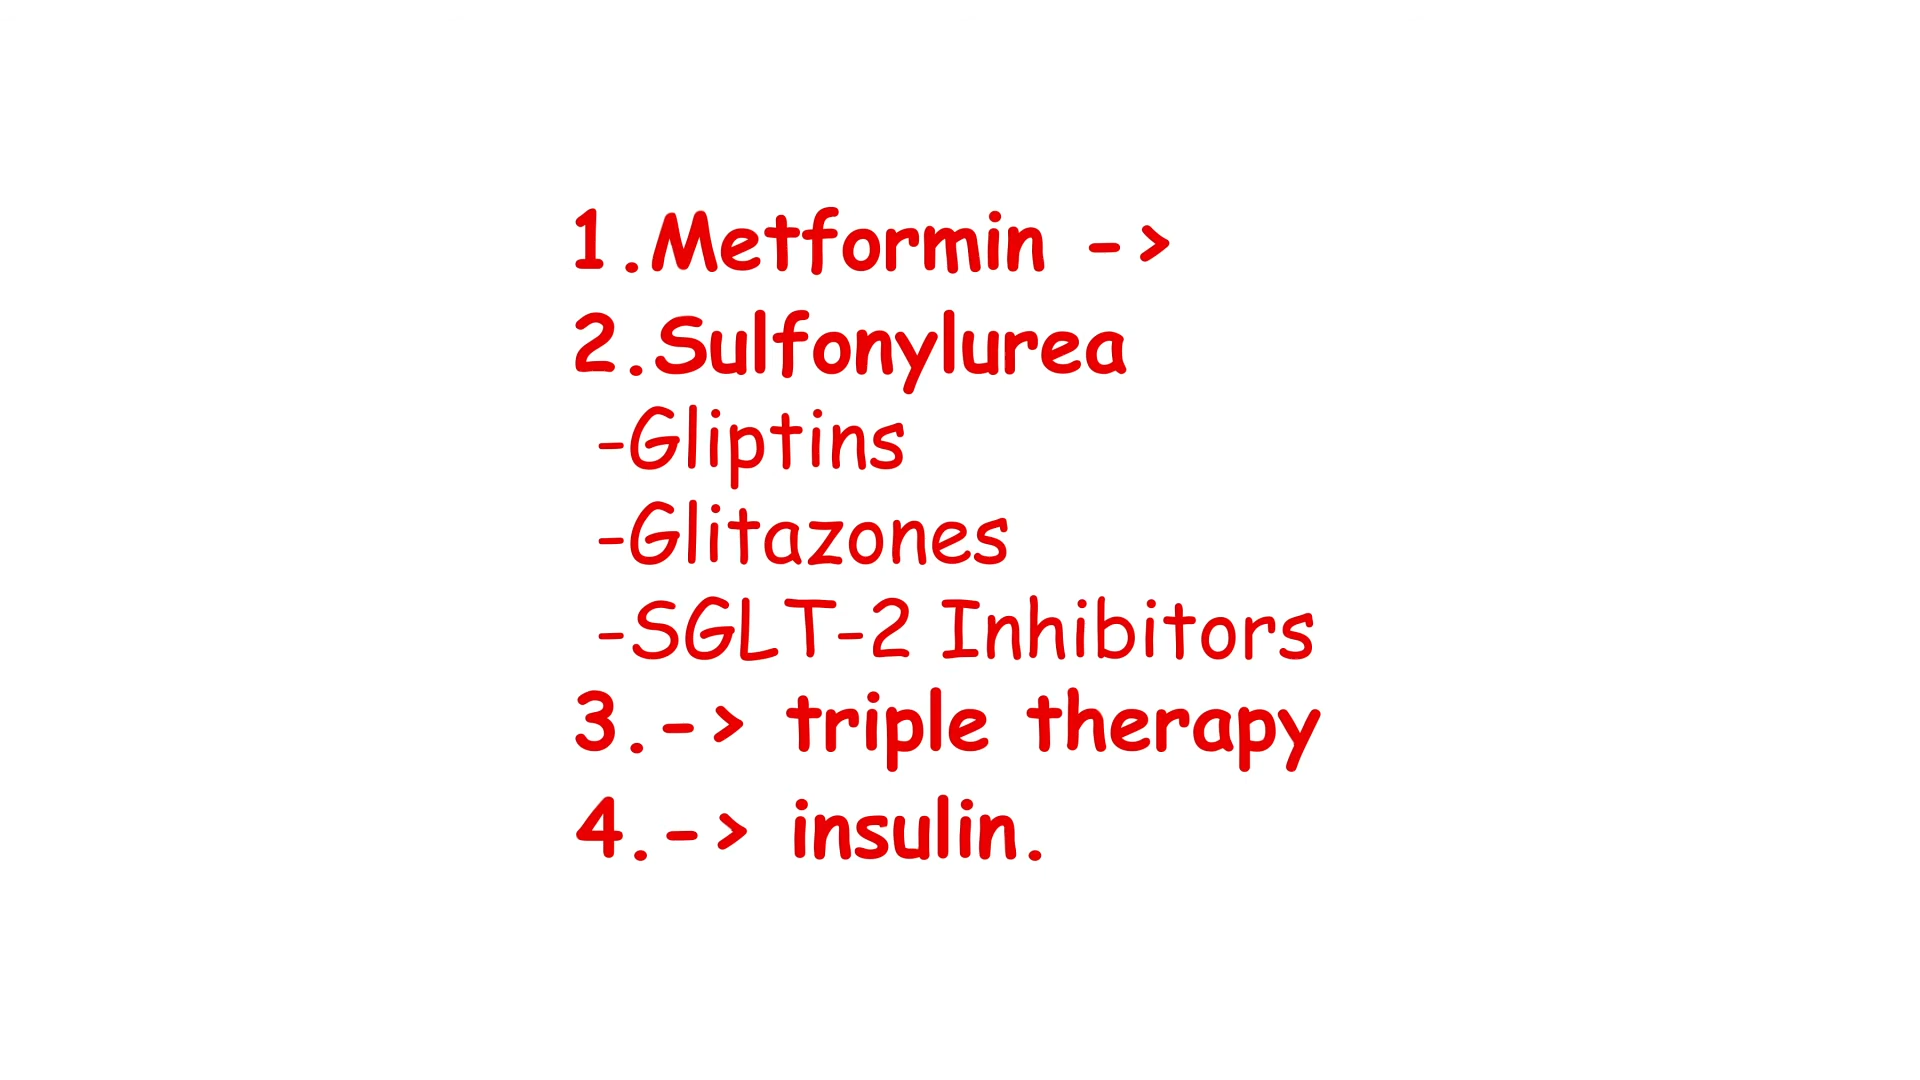 1.Metformin ->
2.Sulfonylurea
-Gliptins
-Glitazones
-SGLT-2 Inhibitors
3.-> triple therapy
4.-> insulin.